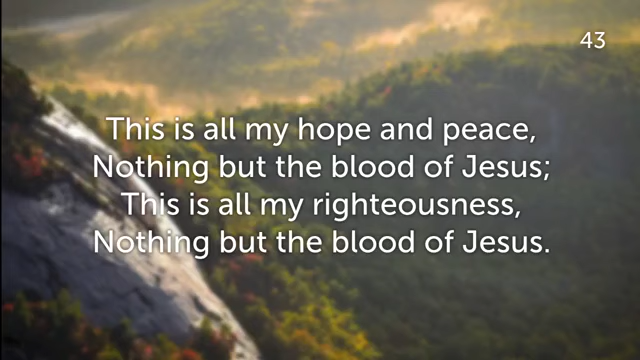 43
This is all my hope and peace,
Nothing but the blood of Jesus;
This is all my righteousness,
Nothing but the blood of Jesus.